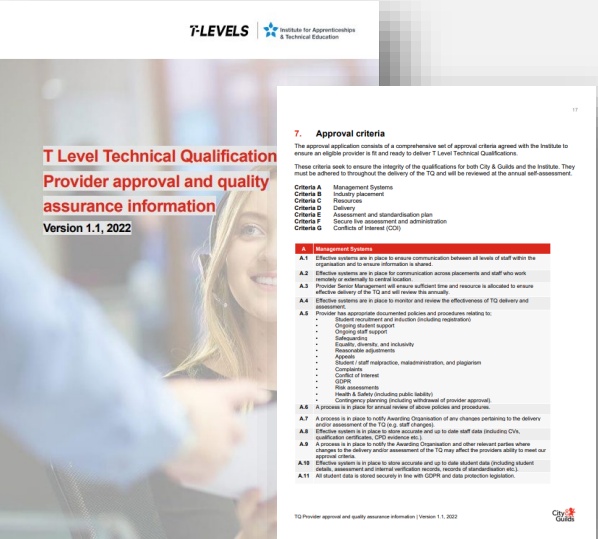 T-LEVELS
Institute for Apprenticeships
& Technical Education
T Level Technical Qualification
Provider approval and quality
assurance information
Version 1.1, 2022
7. Approval criteria
The approval application consists of a comprehensive set of approval criteria agreed with the Institute to
ensure an eligible provider is fit and ready to deliver T Level Technical Qualifications.
These criteria seek to ensure the integrity of the qualifications for both City & Guilds and the Institute. They
must be adhered to throughout the delivery of the TQ and will be reviewed at the annual self-assessment.
Criteria A Management Systems
Criteria B Industry placement
Criteria C Resources
Criteria D Delivery
Criteria E Assessment and standardisation plan
Criteria F Secure live assessment and administration
Criteria G Conflicts of Interest (COI)
A Management Systems
A.1 Effective systems are in place to ensure communication between all levels of staff within the
organisation and to ensure information is shared.
A.2 Effective systems are in place for communication across placements and staff who work
remotely or externally to central location.
A.3 Provider Senior Management will ensure sufficient time and resource is allocated to ensure
effective delivery of the TQ and will review this annually.
A.4 Effective systems are in place to monitor and review the effectiveness of TQ delivery and
assessment.
A.5 Provider has appropriate documented policies and procedures relating to;
• Student recruitment and induction (including registration)
• Ongoing student support
• Ongoing staff support
• Safeguarding
• Equality, diversity, and inclusivity
• Reasonable adjustments
• Appeals
• Student / staff malpractice, maladministration, and plagiarism
• Complaints
• Conflict of Interest
• GDPR
• Risk assessments
• Health & Safety (including public liability)
• Contingency planning (including withdrawal of provider approval).
A.6 A process is in place for annual review of above policies and procedures.
A.7 A process is in place to notify Awarding Organisation of any changes pertaining to the delivery
and/or assessment of the TQ (e.g. staff changes).
A.8 Effective system is in place to store accurate and up to date staff data (including CVs,
qualification certificates, CPD evidence etc.).
A.9 A process is in place to notify the Awarding Organisation and other relevant parties where
changes to the delivery and/or assessment of the TQ may affect the providers ability to meet our
approval criteria.
A.10 Effective system is in place to store accurate and up to date student data (including student
details, assessment and internal verification records, records of standardisation etc.).
A.11 All student data is stored securely in line with GDPR and data protection legislation.
TQ Provider approval and quality assurance information | Version 1.1, 2022
City&
Guilds